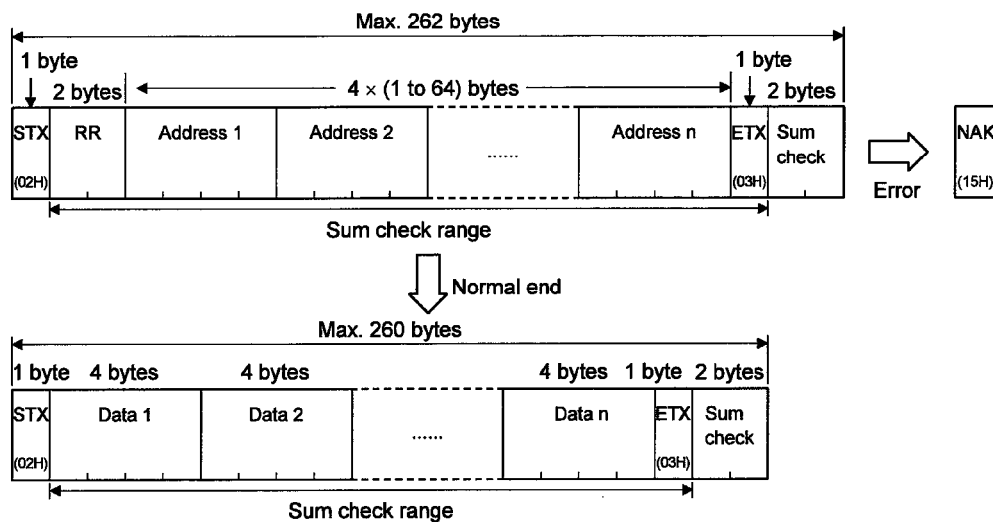 Max. 262 bytes
1 byte
2 bytes
4 × (1 to 64) bytes
1 byte
2 bytes
STX
(02H)
RR
Address 1
Address 2
......
Address n
ETX
(03H)
Sum
check
Error
NAK
(15H)
Sum check range
Normal end
Max. 260 bytes
1 byte
4 bytes
4 bytes
4 bytes
1 byte
2 bytes
STX
(02H)
Data 1
Data 2
......
Data n
ETX
(03H)
Sum
check
Sum check range